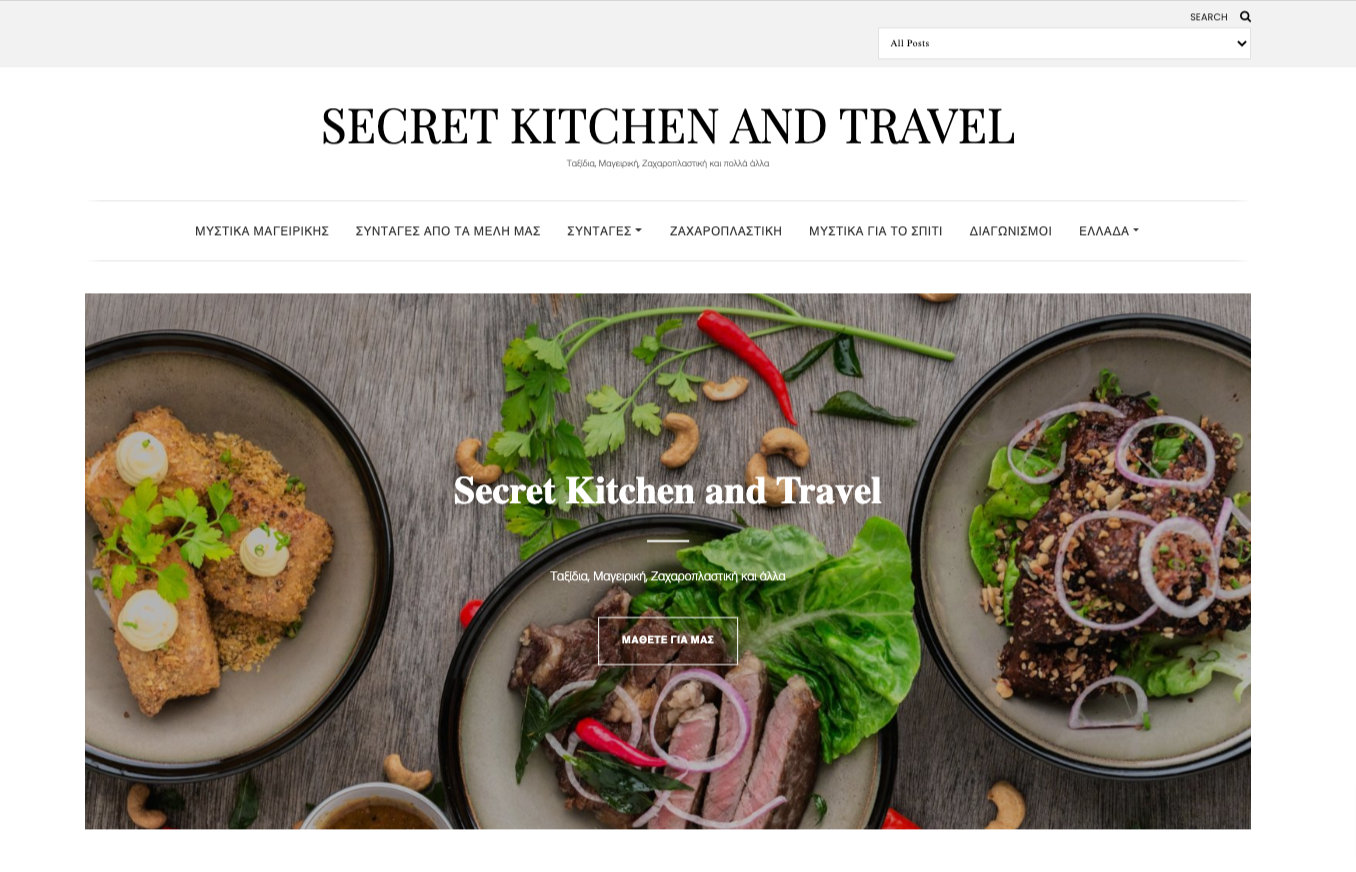 SEARCH
All Posts
SECRET KITCHEN AND TRAVEL
Ταξίδια, Μαγειρική, Ζαχαροπλαστική και πολλά άλλα
ΜΥΣΤΙΚΑ ΜΑΓΕΙΡΙΚΗΣ ΣΥΝΤΑΓΕΣ ΑΠΟ ΤΑ ΜΕΛΗ ΜΑΣ ΣΥΝΤΑΓΕΣ ΖΑΧΑΡΟΠΛΑΣΤΙΚΗ ΜΥΣΤΙΚΑ ΓΙΑ ΤΟ ΣΠΙΤΙ ΔΙΑΓΩΝΙΣΜΟΙ ΕΛΛΑΔΑ
Secret Kitchen and Travel
Ταξίδια, Μαγειρική, Ζαχαροπλαστική και άλλα
ΜΑΘΕΤΕ ΓΙΑ ΜΑΣ